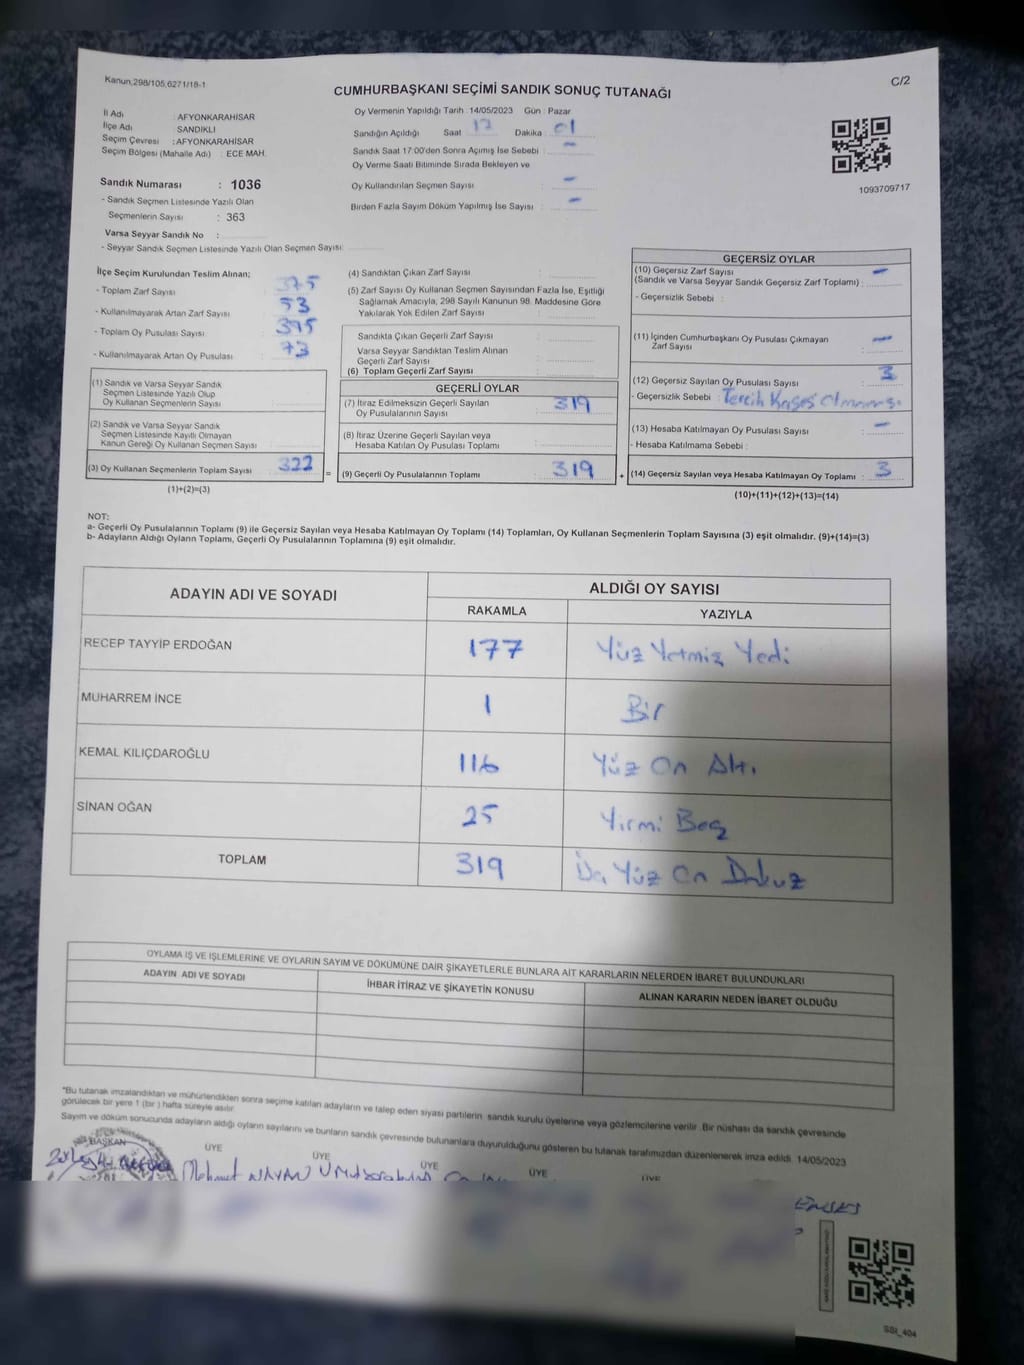 Kanun,298/105,6271/18-1
C/2
CUMHURBAŞKANI SEÇİMİ SANDIK SONUÇ TUTANAĞI
İl Adı : AFYONKARAHİSAR
İlçe Adı : SANDIKLI
Seçim Çevresi : AFYONKARAHİSAR
Seçim Bölgesi (Mahalle Adı) : ECE MAH.
Sandık Numarası : 1036
- Sandık Seçmen Listesinde Yazılı Olan
Seçmenlerin Sayısı : 363
Varsa Seyyar Sandık No :
- Seyyar Sandık Seçmen Listesinde Yazılı Olan Seçmen Sayısı:
Oy Vermenin Yapıldığı Tarih :14/05/2023 Gün : Pazar
Sandığın Açıldığı Saat 17 Dakika : 01
Sandık Saat 17:00'den Sonra Açımış İse Sebebi : -
Oy Verme Saati Bitiminde Sırada Bekleyen ve
Oy Kullandırılan Seçmen Sayısı : -
Birden Fazla Sayım Döküm Yapılmış İse Sayısı : -
1093709717
İlçe Seçim Kurulundan Teslim Alınan;
- Toplam Zarf Sayısı : 375
- Kullanılmayarak Artan Zarf Sayısı : 53
- Toplam Oy Pusulası Sayısı : 395
- Kullanılmayarak Artan Oy Pusulası : 73
(1) Sandık ve Varsa Seyyar Sandık
Seçmen Listesinde Yazılı Olup
Oy Kullanan Seçmenlerin Sayısı :
(2) Sandık ve Varsa Seyyar Sandık
Seçmen Listesinde Kayıtlı Olmayan
Kanun Gereği Oy Kullanan Seçmen Sayısı :
(3) Oy Kullanan Seçmenlerin Toplam Sayısı : 322
(1)+(2)=(3)
(4) Sandıktan Çıkan Zarf Sayısı :
(5) Zarf Sayısı Oy Kullanan Seçmen Sayısından Fazla İse, Eşitliği
Sağlamak Amacıyla, 298 Sayılı Kanunun 98. Maddesine Göre
Yakılarak Yok Edilen Zarf Sayısı :
Sandıkta Çıkan Geçerli Zarf Sayısı :
Varsa Seyyar Sandıktan Teslim Alınan
Geçerli Zarf Sayısı :
(6) Toplam Geçerli Zarf Sayısı :
GEÇERLİ OYLAR
(7) İtiraz Edilmeksizin Geçerli Sayılan
Oy Pusulalarının Sayısı : 319
(8) İtiraz Üzerine Geçerli Sayılan veya
Hesaba Katılan Oy Pusulası Toplamı :
= (9) Geçerli Oy Pusulalarının Toplamı : 319 +
GEÇERSİZ OYLAR
(10) Geçersiz Zarf Sayısı
(Sandık ve Varsa Seyyar Sandık Geçersiz Zarf Toplamı) : -
- Geçersizlik Sebebi :
(11) İçinden Cumhurbaşkanı Oy Pusulası Çıkmayan
Zarf Sayısı : -
(12) Geçersiz Sayılan Oy Pusulası Sayısı : 3
- Geçersizlik Sebebi : Tercih Kaşesi Olmaması
(13) Hesaba Katılmayan Oy Pusulası Sayısı : -
- Hesaba Katılmama Sebebi :
(14) Geçersiz Sayılan veya Hesaba Katılmayan Oy Toplamı : 3
(10)+(11)+(12)+(13)=(14)
NOT:
a- Geçerli Oy Pusulalarının Toplamı (9) ile Geçersiz Sayılan veya Hesaba Katılmayan Oy Toplamı (14) Toplamları, Oy Kullanan Seçmenlerin Toplam Sayısına (3) eşit olmalıdır. (9)+(14)=(3)
b- Adayların Aldığı Oyların Toplamı, Geçerli Oy Pusulalarının Toplamına (9) eşit olmalıdır.
ADAYIN ADI VE SOYADI
ALDIĞI OY SAYISI
RAKAMLA YAZIYLA
RECEP TAYYİP ERDOĞAN 177 Yüz Yetmiş Yedi
MUHARREM İNCE 1 Bir
KEMAL KILIÇDAROĞLU 116 Yüz On Altı
SİNAN OĞAN 25 Yirmi Beş
TOPLAM 319 Üç Yüz On Dokuz
OYLAMA İŞ VE İŞLEMLERİNE VE OYLARIN SAYIM VE DÖKÜMÜNE DAİR ŞİKAYETLERLE BUNLARA AİT KARARLARIN NELERDEN İBARET BULUNDUKLARI
ADAYIN ADI VE SOYADI İHBAR İTİRAZ VE ŞİKAYETİN KONUSU ALINAN KARARIN NEDEN İBARET OLDUĞU
*Bu tutanak imzalandıktan ve mühürlendikten sonra seçime katılan adayların ve talep eden siyasi partilerin sandık kurulu üyelerine veya gözlemcilerine verilir .Bir nüshası da sandık çevresinde
görülecek bir yere 1 (bir ) hafta süreyle asılır.
Sayım ve döküm sonucunda adayların aldığı oyların sayılarını ve bunların sandık çevresinde bulunanlara duyurulduğunu gösteren bu tutanak tarafımızdan düzenlenerek imza edildi. 14/05/2023
BAŞKAN ÜYE ÜYE ÜYE ÜYE ÜYE
Mehmet
SSI_404